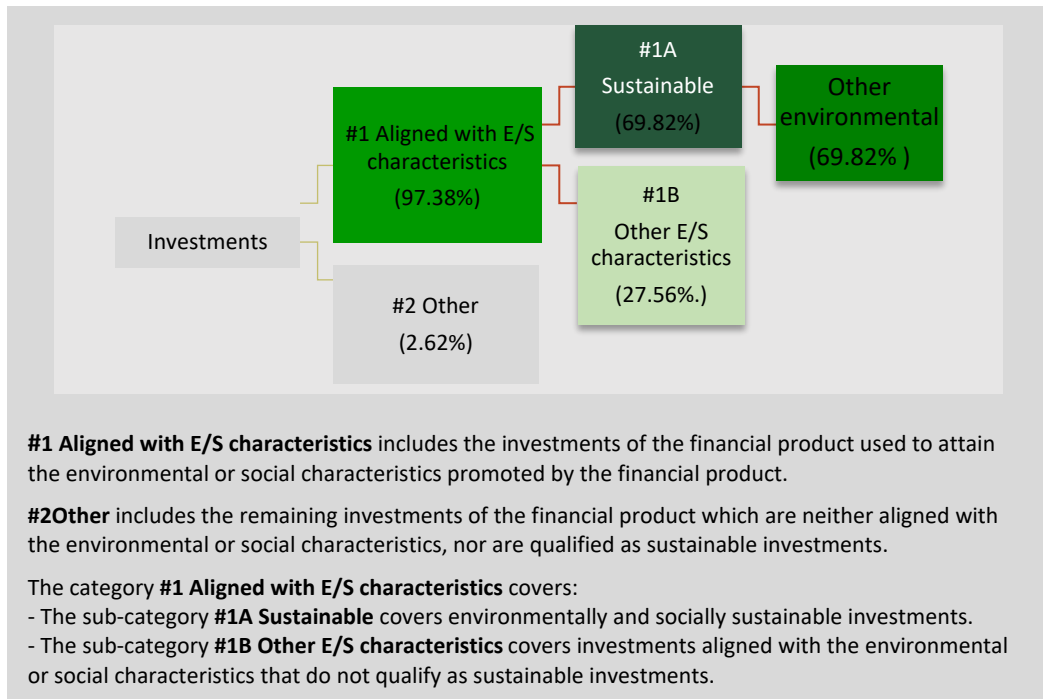 #1A
Sustainable
(69.82%)
Other
environmental
(69.82% )
#1 Aligned with E/S
characteristics
(97.38%)
#1B
Other E/S
characteristics
(27.56%.)
Investments
#2 Other
(2.62%)
#1 Aligned with E/S characteristics includes the investments of the financial product used to attain
the environmental or social characteristics promoted by the financial product.
#2Other includes the remaining investments of the financial product which are neither aligned with
the environmental or social characteristics, nor are qualified as sustainable investments.
The category #1 Aligned with E/S characteristics covers:
- The sub-category #1A Sustainable covers environmentally and socially sustainable investments.
- The sub-category #1B Other E/S characteristics covers investments aligned with the environmental
or social characteristics that do not qualify as sustainable investments.